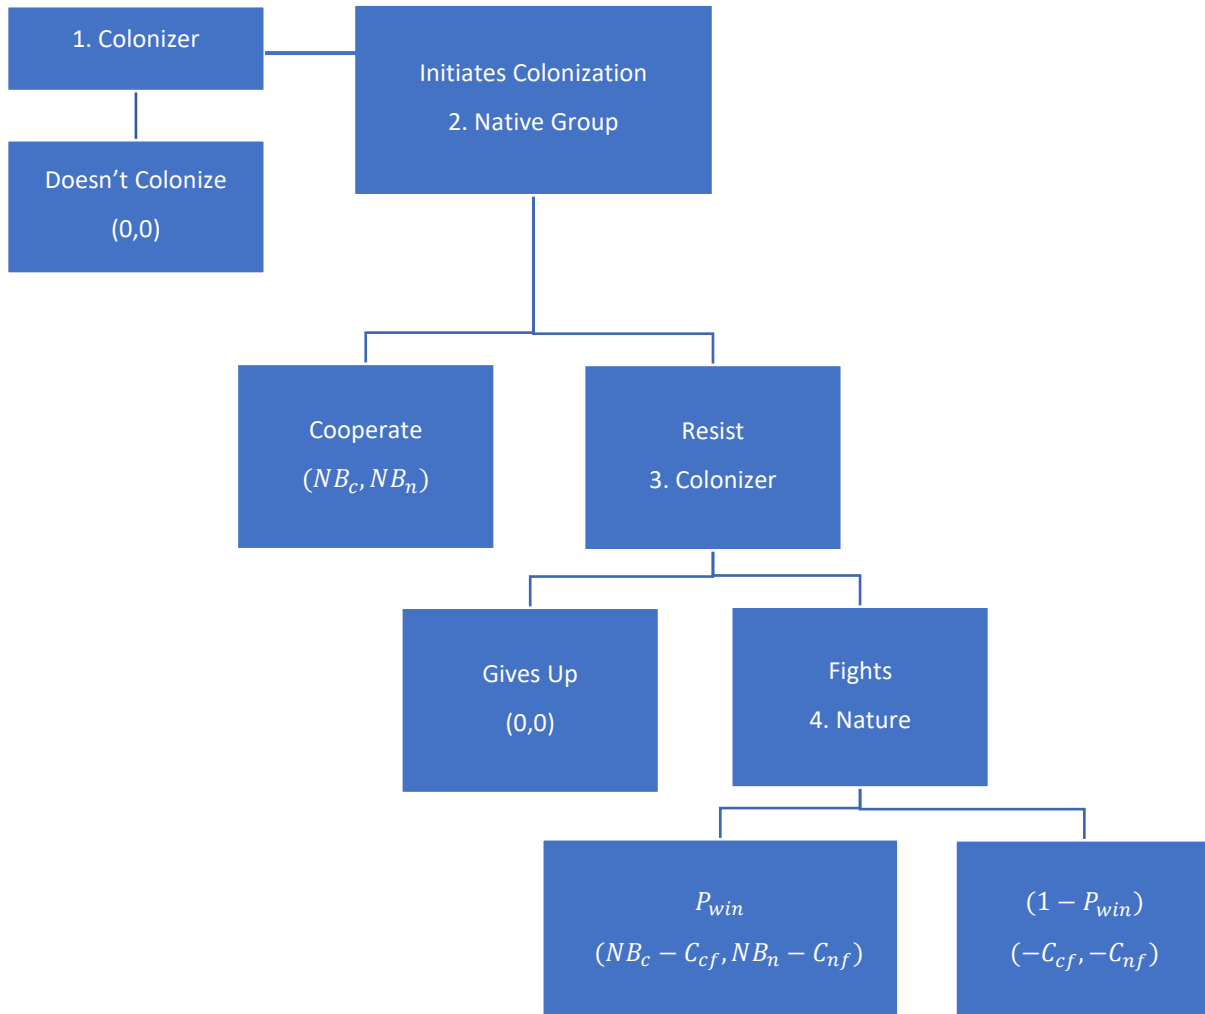 1. Colonizer
Initiates Colonization
2. Native Group
Doesn’t Colonize
(0,0)
Cooperate
(NB_c, NB_n)
Resist
3. Colonizer
Gives Up
(0,0)
Fights
4. Nature
P_win
(NB_c − C_cf, NB_n − C_nf)
(1 − P_win)
(−C_cf, −C_nf)